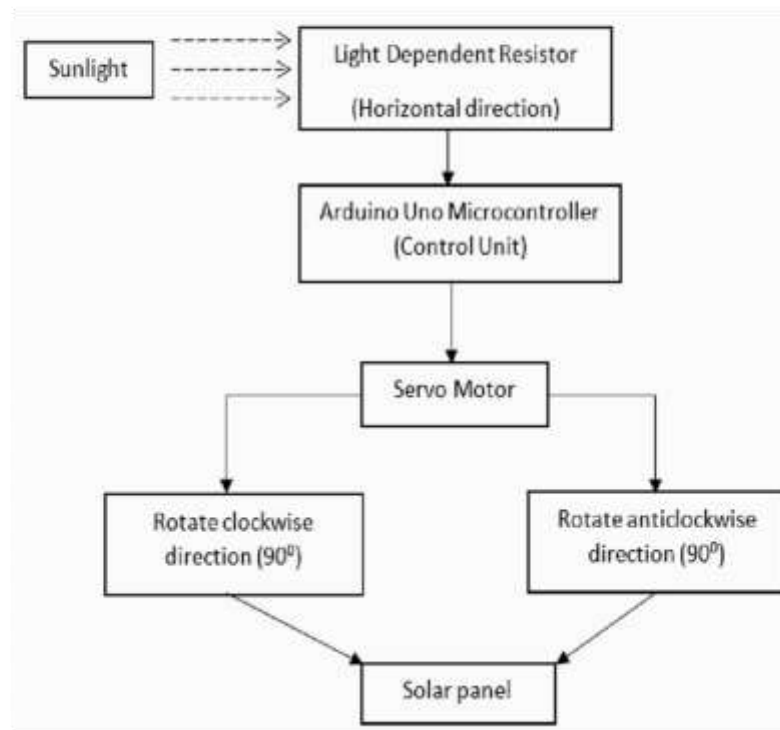 Sunlight
Light Dependent Resistor
(Horizontal direction)
Arduino Uno Microcontroller
(Control Unit)
Servo Motor
Rotate clockwise
direction (90⁰)
Rotate anticlockwise
direction (90⁰)
Solar panel